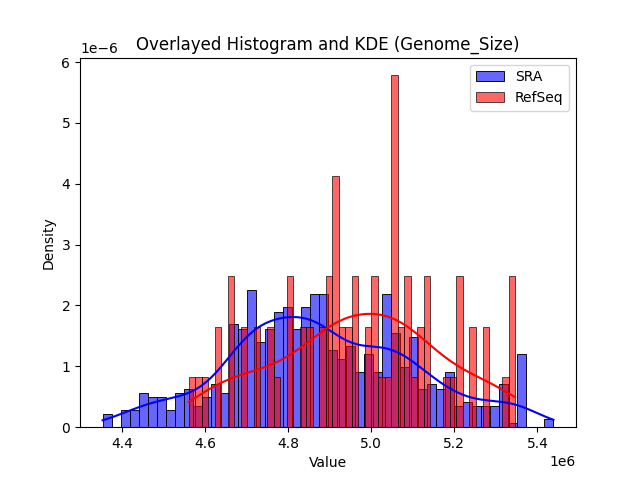 Overlayed Histogram and KDE (Genome_Size)
1e−6
SRA
RefSeq
6
5
4
3
2
1
0
Density
4.4
4.6
4.8
5.0
5.2
5.4
1e6
Value